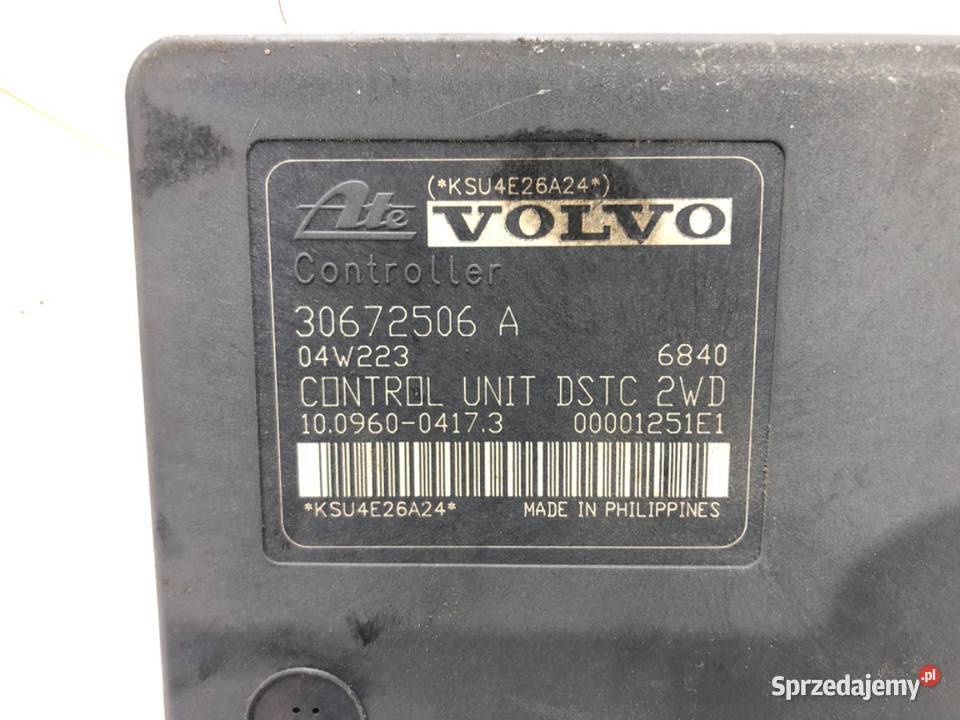 (*KSU4E26A24*)
Ate VOLVO
Controller
30672506 A
04W223 6840
CONTROL UNIT DSTC 2WD
10.0960-0417.3 00001251E1
*KSU4E26A24* MADE IN PHILIPPINES
Sprzedajemy.pl